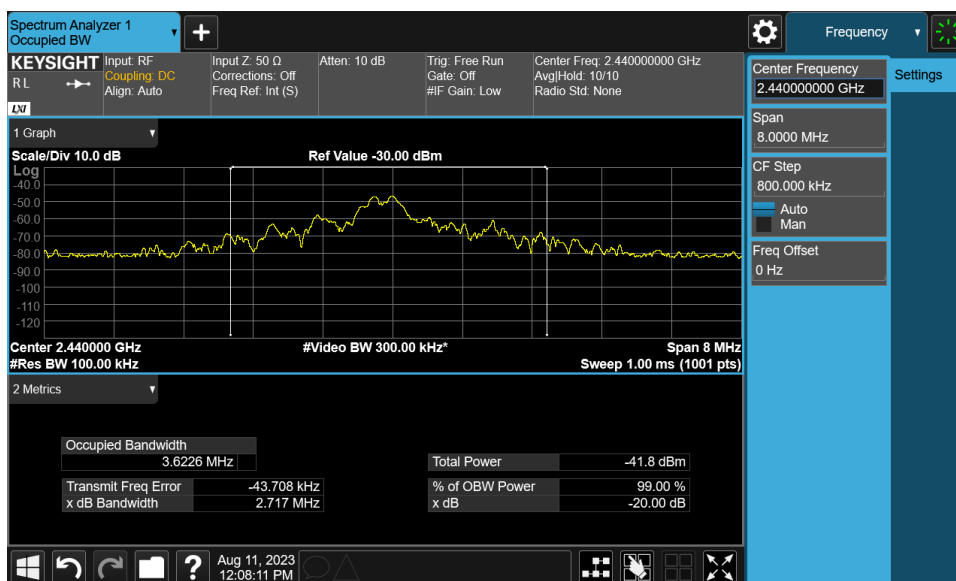 Spectrum Analyzer 1
Occupied BW
+
Frequency
KEYSIGHT
R L
LXI
Input: RF
Coupling: DC
Align: Auto
Input Z: 50 Ω
Corrections: Off
Freq Ref: Int (S)
Atten: 10 dB
Trig: Free Run
Gate: Off
#IF Gain: Low
Center Freq: 2.440000000 GHz
Avg|Hold: 10/10
Radio Std: None
Center Frequency
2.440000000 GHz
Settings
Span
8.0000 MHz
CF Step
800.000 kHz
Auto
Man
Freq Offset
0 Hz
1 Graph
Scale/Div 10.0 dB
Ref Value -30.00 dBm
Log
-40.0
-50.0
-60.0
-70.0
-80.0
-90.0
-100
-110
-120
Center 2.440000 GHz
#Video BW 300.00 kHz*
Span 8 MHz
#Res BW 100.00 kHz
Sweep 1.00 ms (1001 pts)
2 Metrics
Occupied Bandwidth
3.6226 MHz
Total Power -41.8 dBm
Transmit Freq Error -43.708 kHz
% of OBW Power 99.00 %
x dB Bandwidth 2.717 MHz
x dB -20.00 dB
?
Aug 11, 2023
12:08:11 PM